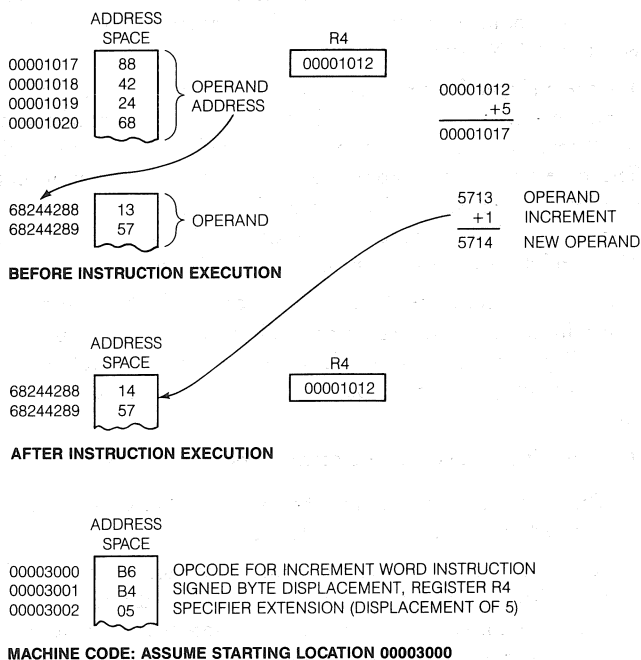 ADDRESS
SPACE
R4
00001017 88
00001012
00001018 42
OPERAND
ADDRESS
00001019 24
00001020 68
00001012
+5
00001017
68244288 13
68244289 57
OPERAND
5713 OPERAND
+1 INCREMENT
5714 NEW OPERAND
BEFORE INSTRUCTION EXECUTION
ADDRESS
SPACE
R4
68244288 14
68244289 57
00001012
AFTER INSTRUCTION EXECUTION
ADDRESS
SPACE
00003000 B6 OPCODE FOR INCREMENT WORD INSTRUCTION
00003001 B4 SIGNED BYTE DISPLACEMENT, REGISTER R4
00003002 05 SPECIFIER EXTENSION (DISPLACEMENT OF 5)
MACHINE CODE: ASSUME STARTING LOCATION 00003000